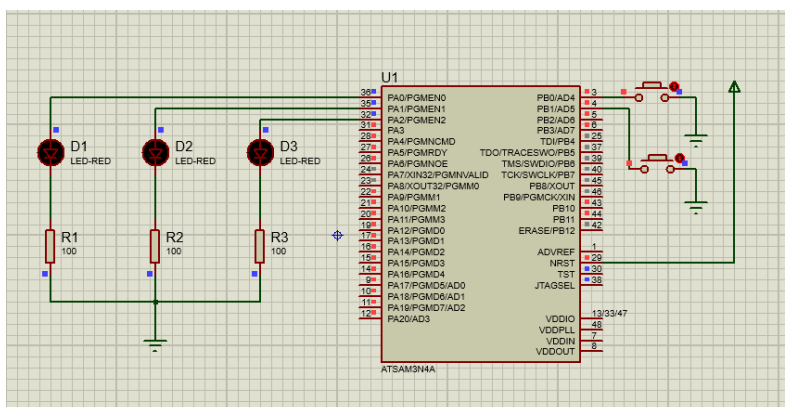 U1
36 PA0/PGMEN0 PB0/AD4 3
35 PA1/PGMEN1 PB1/AD5 4
32 PA2/PGMEN2 PB2/AD6 5
31 PA3 PB3/AD7 6
28 PA4/PGMNCMD TDI/PB4 25
27 PA5/PGMRDY TDO/TRACESWO/PB5 37
26 PA6/PGMNOE TMS/SWDIO/PB6 39
24 PA7/XIN32/PGMNVALID TCK/SWCLK/PB7 40
23 PA8/XOUT32/PGMM0 PB8/XOUT 45
22 PA9/PGMM1 PB9/PGMCK/XIN 46
21 PA10/PGMM2 PB10 43
20 PA11/PGMM3 PB11 44
19 PA12/PGMD0 ERASE/PB12 42
17 PA13/PGMD1
16 PA14/PGMD2 ADVREF 1
15 PA15/PGMD3 NRST 29
14 PA16/PGMD4 TST 30
9 PA17/PGMD5/AD0 JTAGSEL 38
10 PA18/PGMD6/AD1
11 PA19/PGMD7/AD2
12 PA20/AD3 VDDIO 13/33/47
VDDPLL 48
VDDIN 7
VDDOUT 8
ATSAM3N4A
D1
LED-RED
D2
LED-RED
D3
LED-RED
R1
100
R2
100
R3
100